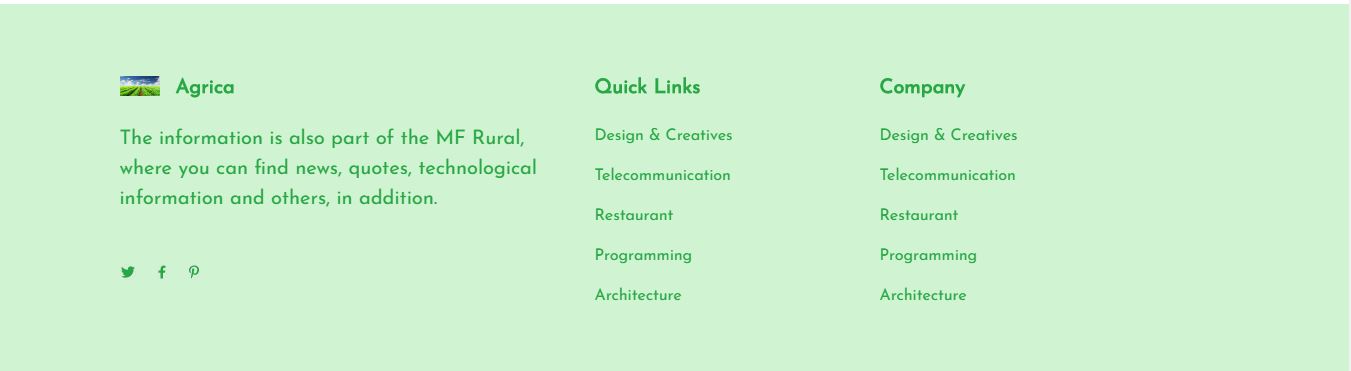 Agrica
The information is also part of the MF Rural,
where you can find news, quotes, technological
information and others, in addition.
Quick Links
Design & Creatives
Telecommunication
Restaurant
Programming
Architecture
Company
Design & Creatives
Telecommunication
Restaurant
Programming
Architecture